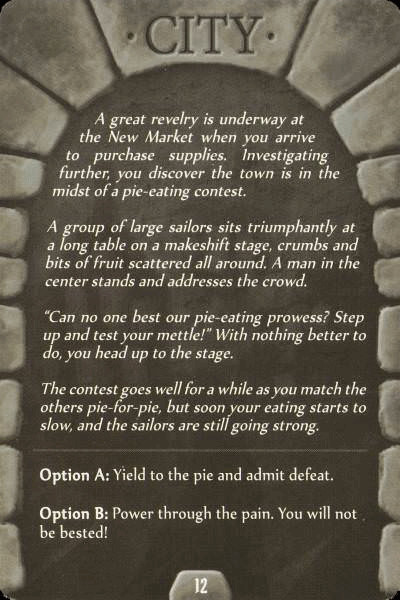 · CITY ·
A great revelry is underway at
the New Market when you arrive
to purchase supplies. Investigating
further, you discover the town is in the
midst of a pie-eating contest.
A group of large sailors sits triumphantly at
a long table on a makeshift stage, crumbs and
bits of fruit scattered all around. A man in the
center stands and addresses the crowd.
“Can no one best our pie-eating prowess? Step
up and test your mettle!” With nothing better to
do, you head up to the stage.
The contest goes well for a while as you match the
others pie-for-pie, but soon your eating starts to
slow, and the sailors are still going strong.
Option A: Yield to the pie and admit defeat.
Option B: Power through the pain. You will not
be bested!
12